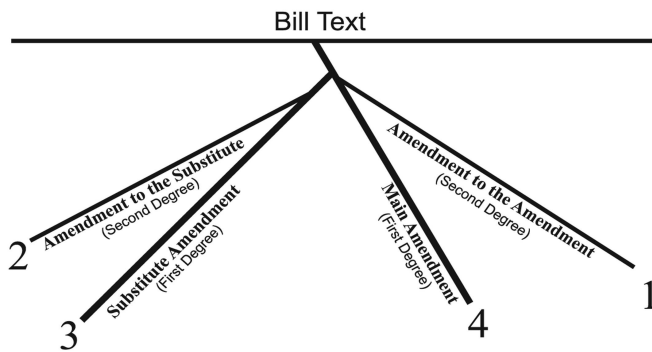 Bill Text
Amendment to the Substitute
(Second Degree)
2
Substitute Amendment
(First Degree)
3
Main Amendment
(First Degree)
4
Amendment to the Amendment
(Second Degree)
1